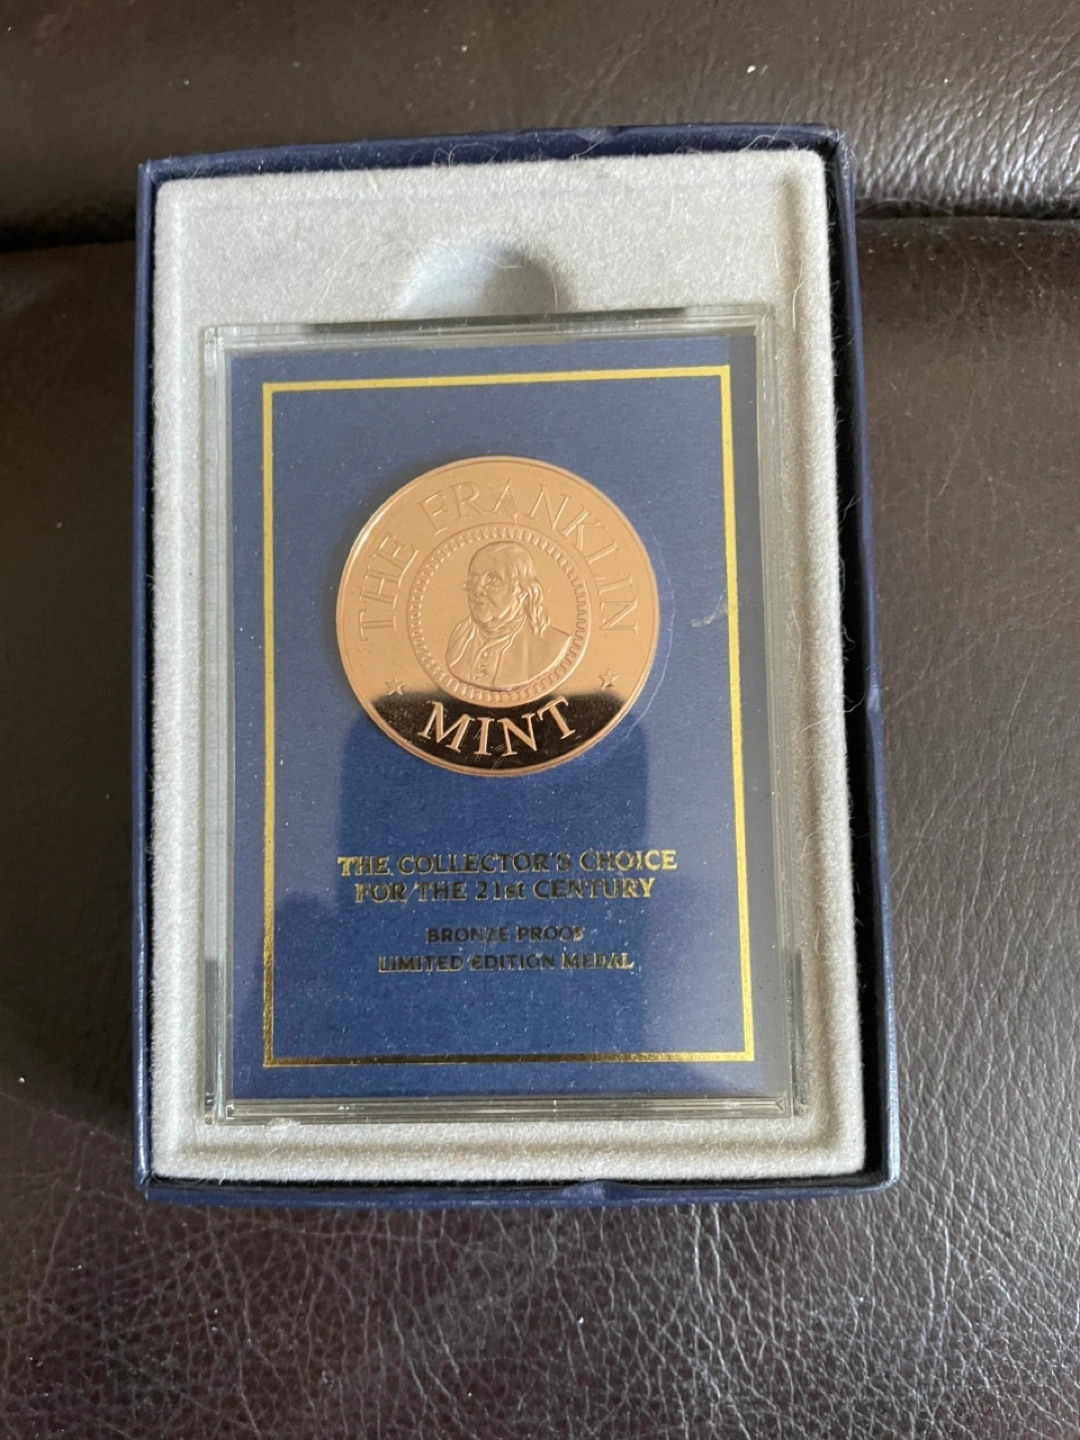 THE FRANKLIN
MINT
THE COLLECTOR'S CHOICE
FOR THE 21st CENTURY
BRONZE PROOF
LIMITED EDITION MEDAL